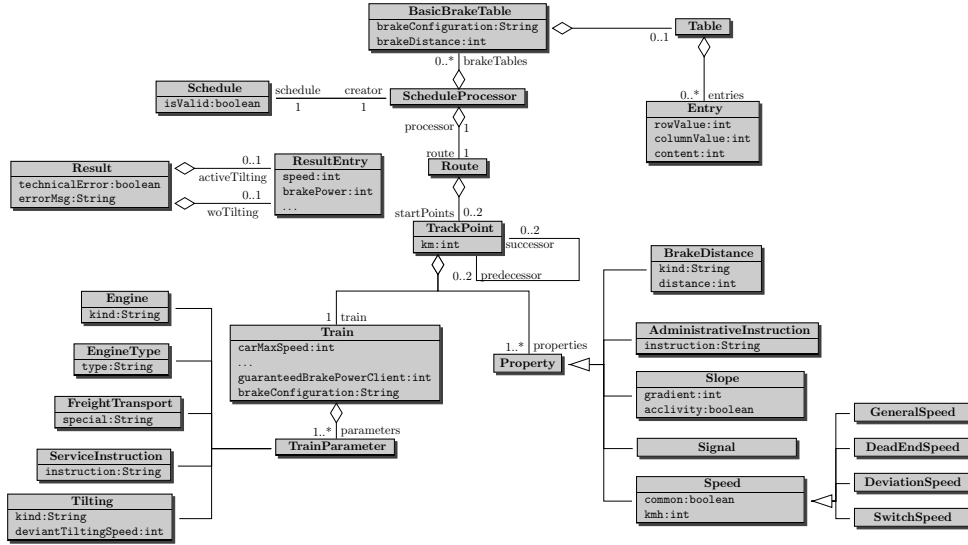 BasicBrakeTable
brakeConfiguration:String
brakeDistance:int
0..1
Table
0..* brakeTables
0..* entries
Schedule
isValid:boolean
schedule
1
creator
1
ScheduleProcessor
Entry
rowValue:int
columnValue:int
content:int
processor 1
route 1
Route
Result
technicalError:boolean
errorMsg:String
0..1
activeTilting
0..1
woTilting
ResultEntry
speed:int
brakePower:int
...
startPoints 0..2
TrackPoint
km:int
0..2
successor
0..2 predecessor
BrakeDistance
kind:String
distance:int
Engine
kind:String
1 train
Train
carMaxSpeed:int
...
guaranteedBrakePowerClient:int
brakeConfiguration:String
1..* properties
Property
AdministrativeInstruction
instruction:String
EngineType
type:String
Slope
gradient:int
acclivity:boolean
FreightTransport
special:String
GeneralSpeed
1..* parameters
TrainParameter
Signal
DeadEndSpeed
ServiceInstruction
instruction:String
Speed
common:boolean
kmh:int
DeviationSpeed
Tilting
kind:String
deviantTiltingSpeed:int
SwitchSpeed